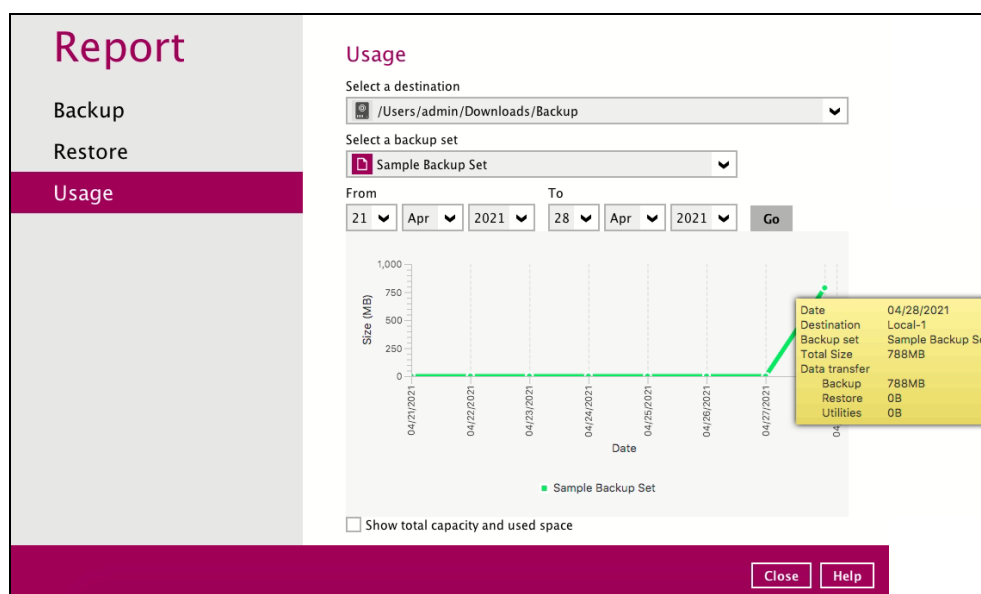 Report
Backup
Restore
Usage
Usage
Select a destination
/Users/admin/Downloads/Backup
Select a backup set
Sample Backup Set
From To
21 Apr 2021 28 Apr 2021 Go
1,000
750
500
250
0
Size (MB)
04/21/2021 04/22/2021 04/23/2021 04/24/2021 04/25/2021 04/26/2021 04/27/2021
Date
Date 04/28/2021
Destination Local-1
Backup set Sample Backup
Total Size 788MB
Data transfer
Backup 788MB
Restore 0B
Utilities 0B
Sample Backup Set
Show total capacity and used space
Close Help